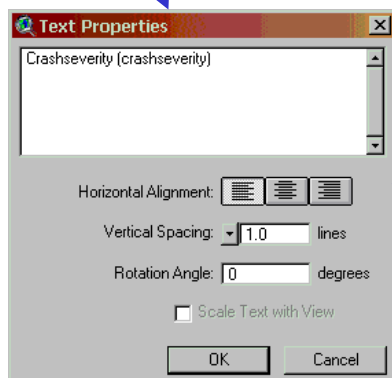 Text Properties
Crashseverity (crashseverity)
Horizontal Alignment:
Vertical Spacing: 1.0 lines
Rotation Angle: 0 degrees
Scale Text with View
OK Cancel